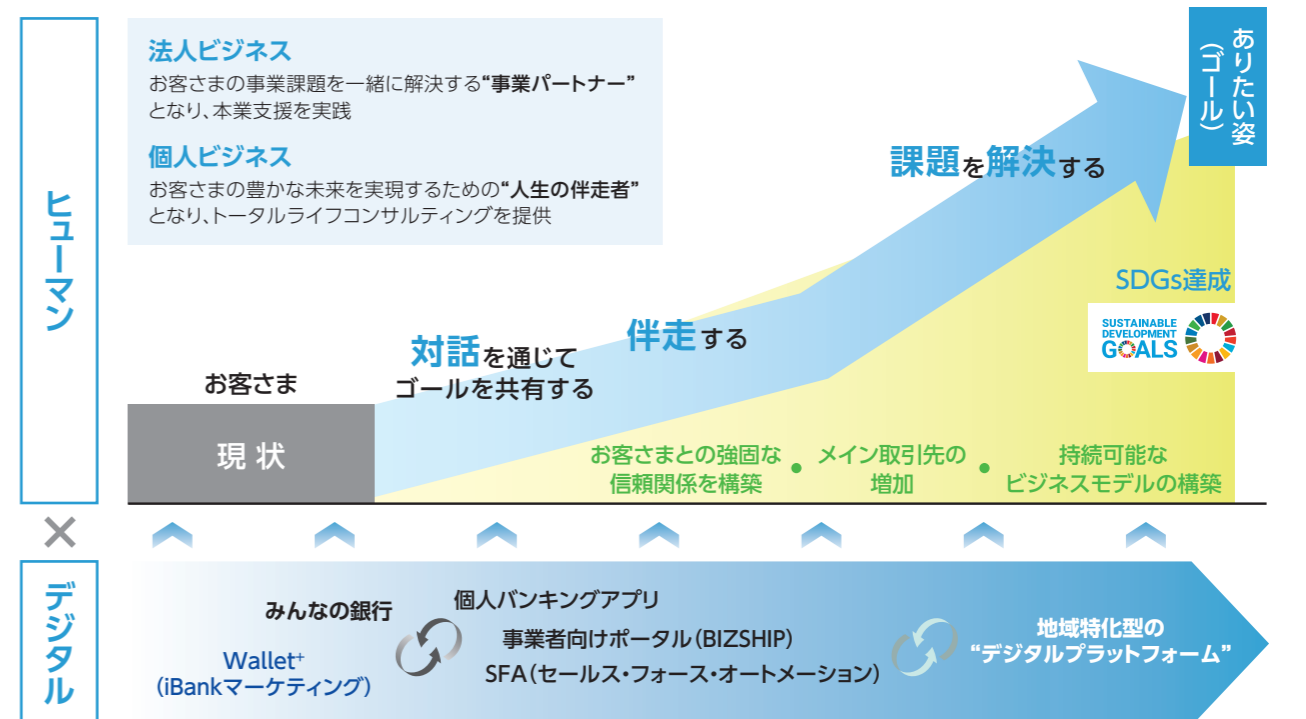 ヒューマン
法人ビジネス
お客さまの事業課題を一緒に解決する“事業パートナー”
となり、本業支援を実践
個人ビジネス
お客さまの豊かな未来を実現するための“人生の伴走者”
となり、トータルライフコンサルティングを提供
ありたい姿
（ゴール）
課題を解決する
伴走する
対話を通じて
ゴールを共有する
お客さま
現状
SDGs達成
SUSTAINABLE
DEVELOPMENT
GOALS
お客さまとの強固な
信頼関係を構築
●
メイン取引先の
増加
●
持続可能な
ビジネスモデルの構築
×
デジタル
みんなの銀行
Wallet+
（iBankマーケティング）
個人バンキングアプリ
事業者向けポータル（BIZSHIP）
SFA（セールス・フォース・オートメーション）
地域特化型の
“デジタルプラットフォーム”